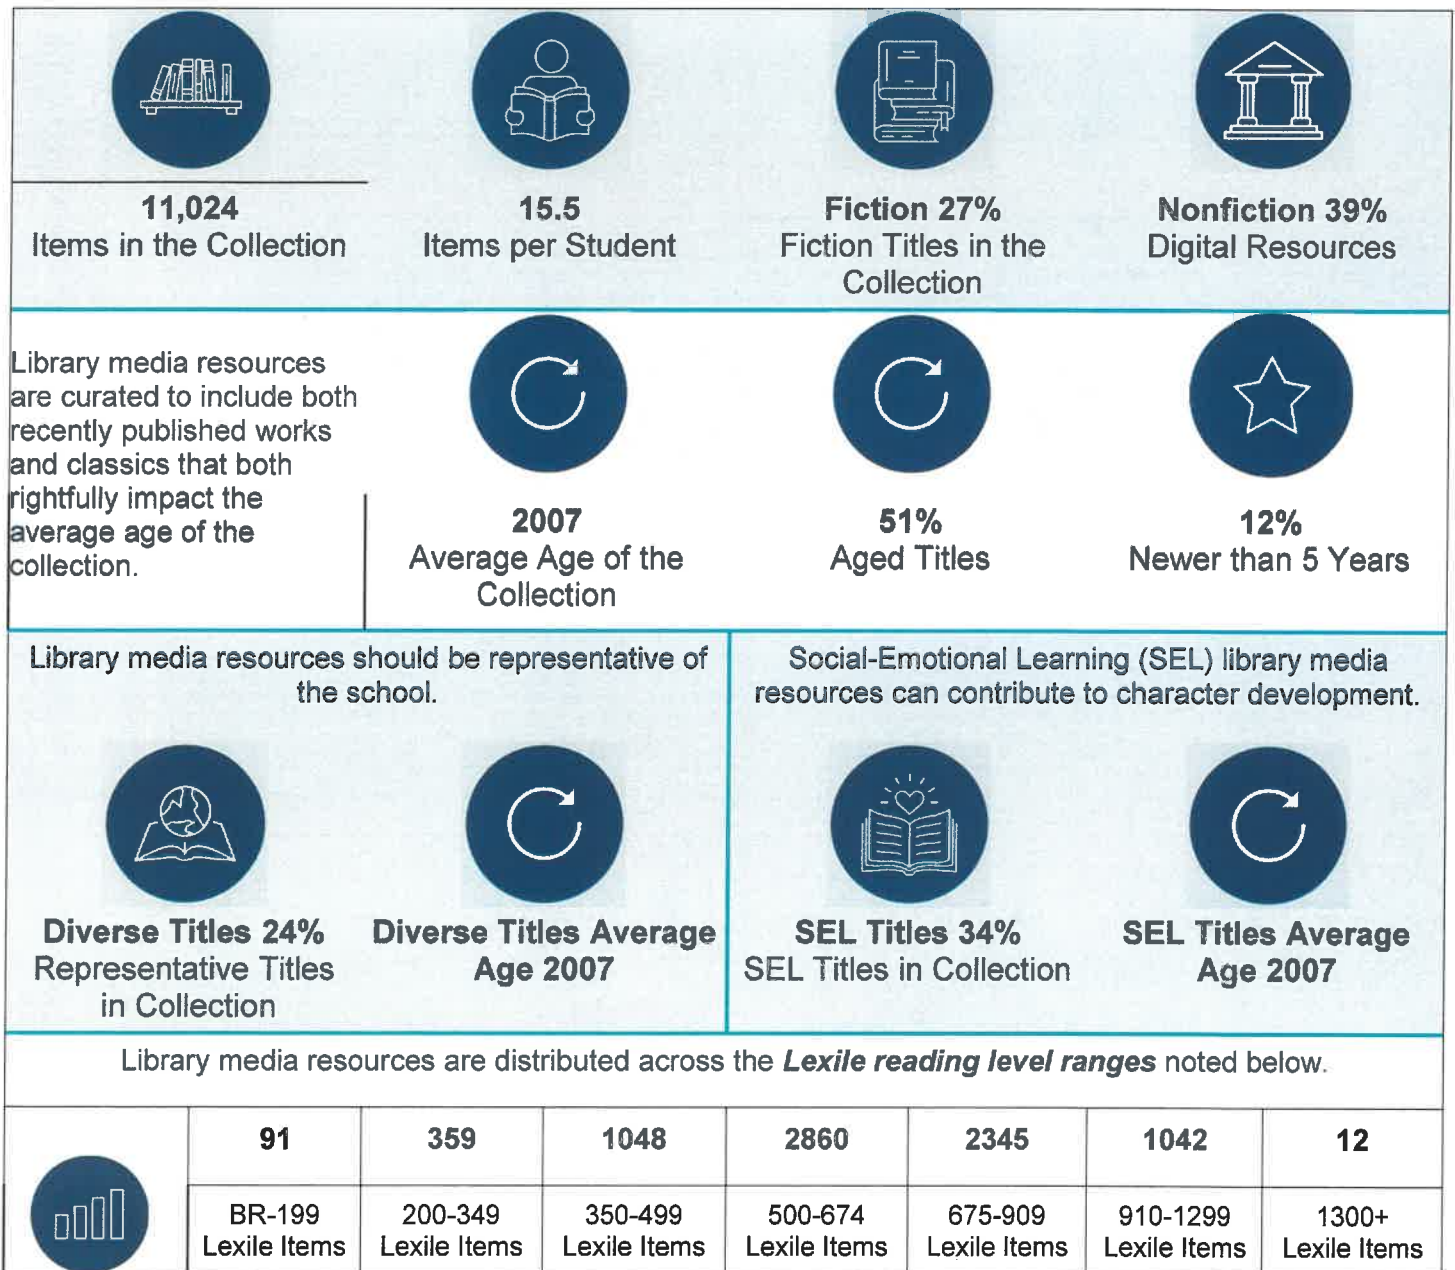 11,024
Items in the Collection
15.5
Items per Student
Fiction 27%
Fiction Titles in the
Collection
Nonfiction 39%
Digital Resources
Library media resources
are curated to include both
recently published works
and classics that both
rightfully impact the
average age of the
collection.
2007
Average Age of the
Collection
51%
Aged Titles
12%
Newer than 5 Years
Library media resources should be representative of
the school.
Social-Emotional Learning (SEL) library media
resources can contribute to character development.
Diverse Titles 24%
Representative Titles
in Collection
Diverse Titles Average
Age 2007
SEL Titles 34%
SEL Titles in Collection
SEL Titles Average
Age 2007
Library media resources are distributed across the Lexile reading level ranges noted below.
91
359
1048
2860
2345
1042
12
BR-199
Lexile Items
200-349
Lexile Items
350-499
Lexile Items
500-674
Lexile Items
675-909
Lexile Items
910-1299
Lexile Items
1300+
Lexile Items